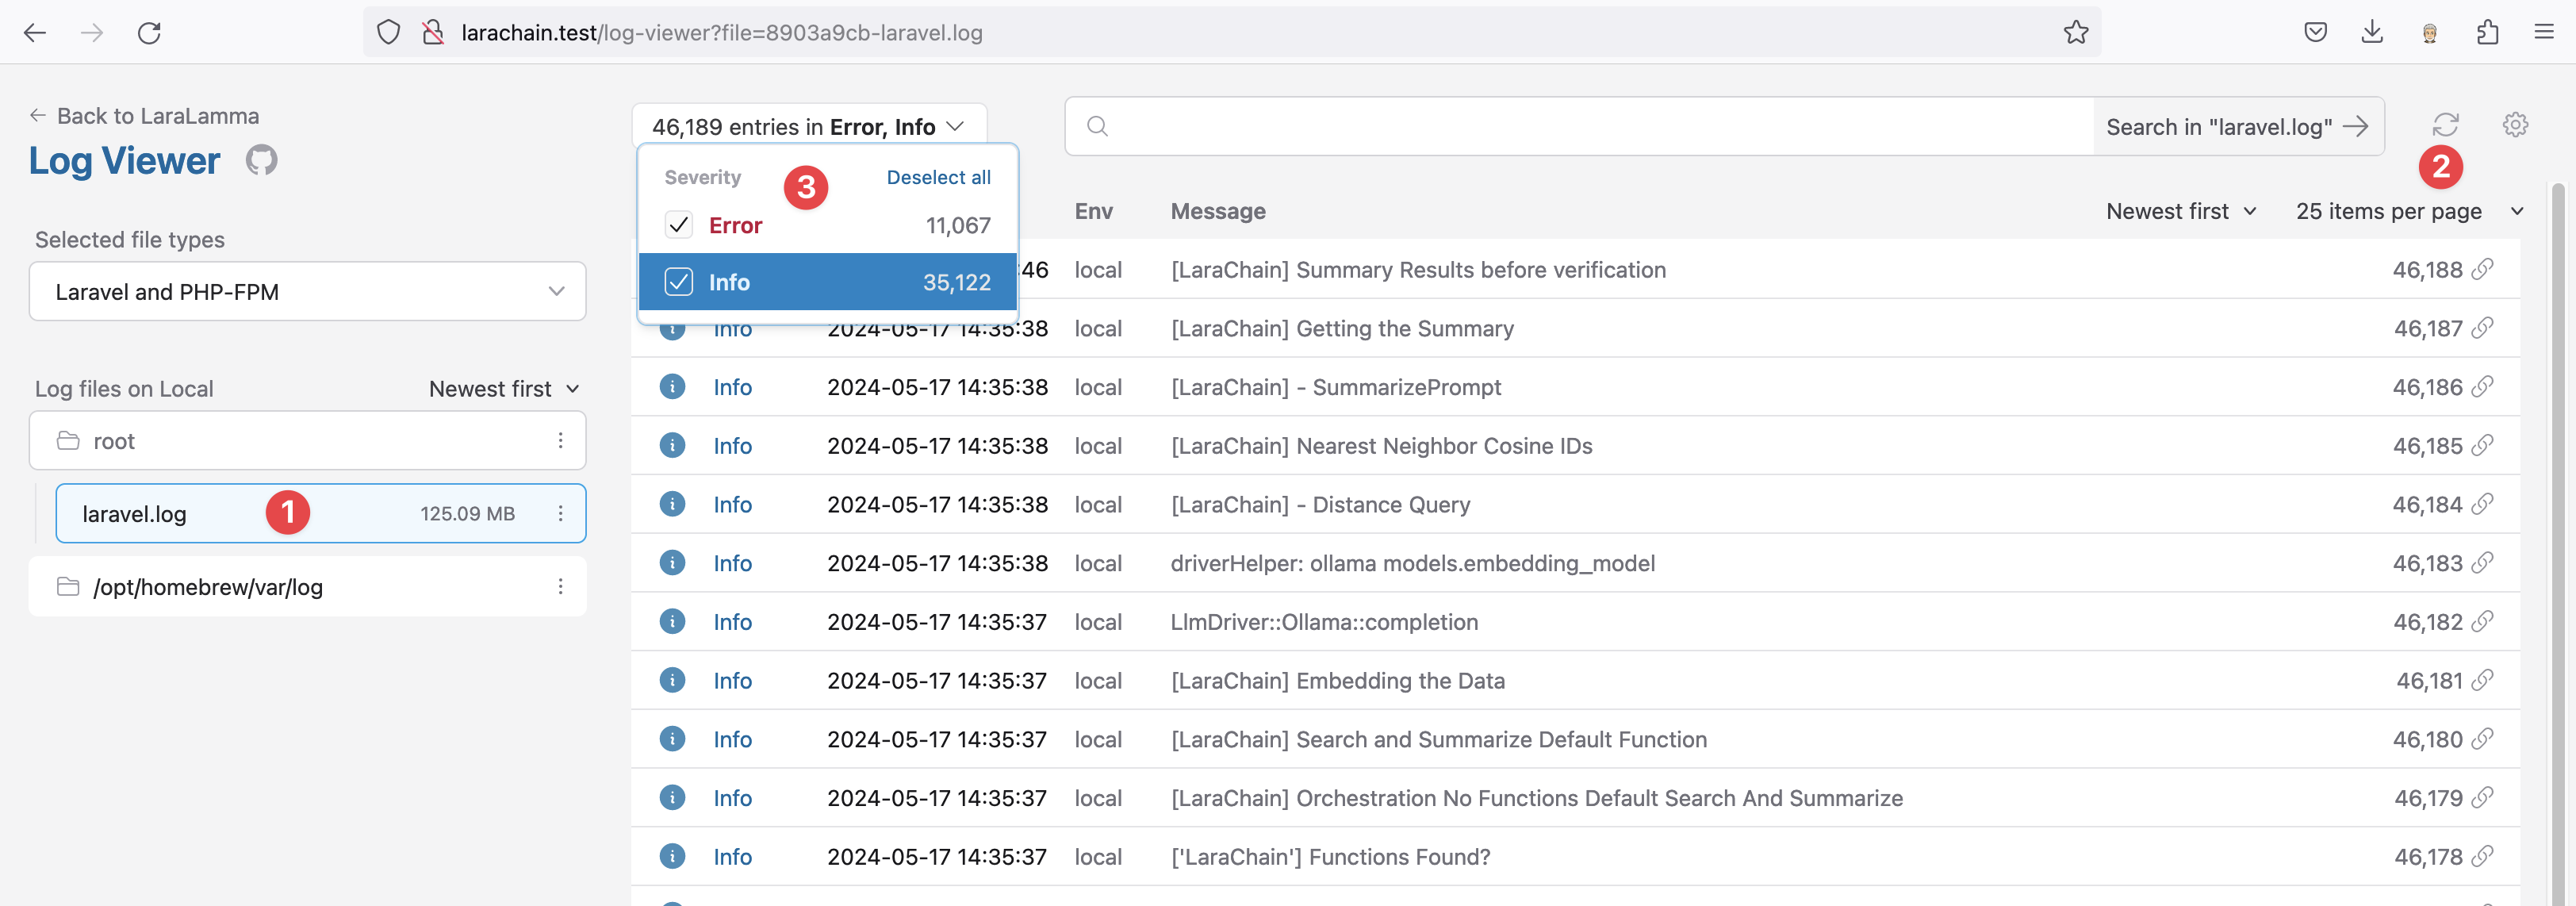 larachain.test/log-viewer?file=8903a9cb-laravel.log
Back to LaraLamma
Log Viewer
Selected file types
Laravel and PHP-FPM
Log files on Local Newest first
root
laravel.log 1 125.09 MB
/opt/homebrew/var/log
46,189 entries in Error, Info
Search in "laravel.log"
2
Severity 3 Deselect all
Error 11,067
Info 35,122
Env Message Newest first 25 items per page
:46 local [LaraChain] Summary Results before verification 46,188
Info 2024-05-17 14:35:38 local [LaraChain] Getting the Summary 46,187
Info 2024-05-17 14:35:38 local [LaraChain] - SummarizePrompt 46,186
Info 2024-05-17 14:35:38 local [LaraChain] Nearest Neighbor Cosine IDs 46,185
Info 2024-05-17 14:35:38 local [LaraChain] - Distance Query 46,184
Info 2024-05-17 14:35:38 local driverHelper: ollama models.embedding_model 46,183
Info 2024-05-17 14:35:37 local LlmDriver::Ollama::completion 46,182
Info 2024-05-17 14:35:37 local [LaraChain] Embedding the Data 46,181
Info 2024-05-17 14:35:37 local [LaraChain] Search and Summarize Default Function 46,180
Info 2024-05-17 14:35:37 local [LaraChain] Orchestration No Functions Default Search And Summarize 46,179
Info 2024-05-17 14:35:37 local ['LaraChain'] Functions Found? 46,178